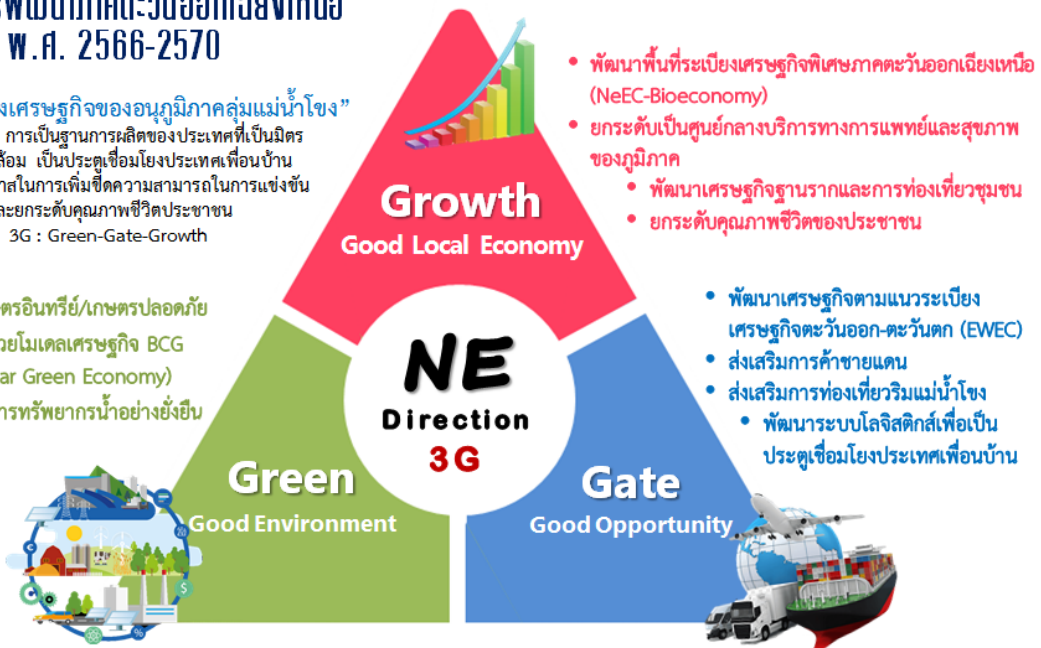 พ.ศ. 2566-2570
เศรษฐกิจของอนุภูมิภาคลุ่มแม่น้ำโขง”
การเป็นฐานการผลิตของประเทศที่เป็นมิตร
เป็นประตูเชื่อมโยงประเทศเพื่อนบ้าน
ในการเพิ่มขีดความสามารถในการแข่งขัน
และยกระดับคุณภาพชีวิตประชาชน
3G : Green-Gate-Growth
อินทรีย์/เกษตรปลอดภัย
โมเดลเศรษฐกิจ BCG
Green Economy)
ทรัพยากรน้ำอย่างยั่งยืน
Growth
Good Local Economy
• พัฒนาพื้นที่ระเบียงเศรษฐกิจพิเศษภาคตะวันออกเฉียงเหนือ
(NeEC-Bioeconomy)
• ยกระดับเป็นศูนย์กลางบริการทางการแพทย์และสุขภาพ
ของภูมิภาค
• พัฒนาเศรษฐกิจฐานรากและการท่องเที่ยวชุมชน
• ยกระดับคุณภาพชีวิตของประชาชน
NE
Direction
3G
Green
Good Environment
Gate
Good Opportunity
• พัฒนาเศรษฐกิจตามแนวระเบียง
เศรษฐกิจตะวันออก-ตะวันตก (EWEC)
• ส่งเสริมการค้าชายแดน
• ส่งเสริมการท่องเที่ยวริมแม่น้ำโขง
• พัฒนาระบบโลจิสติกส์เพื่อเป็น
ประตูเชื่อมโยงประเทศเพื่อนบ้าน